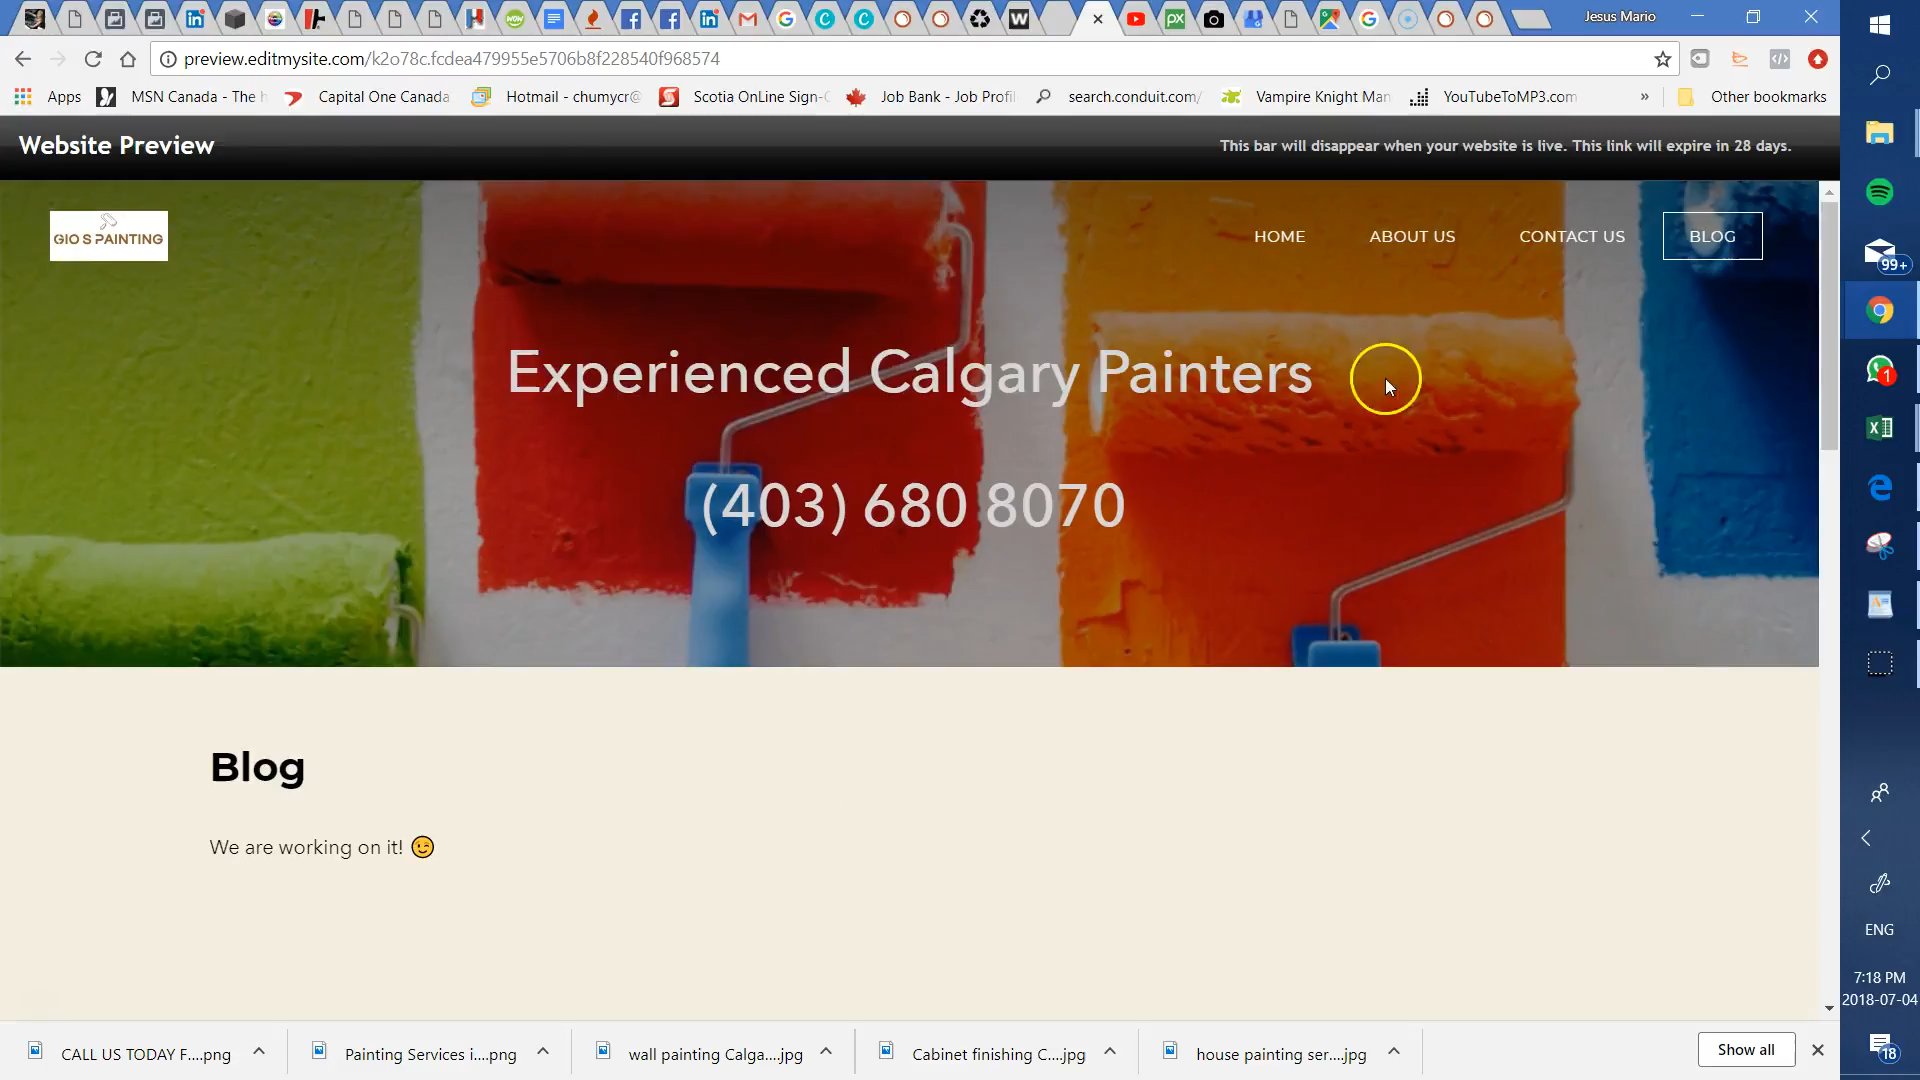 Jesus Mario
preview.editmysite.com/k2o78c.fcdea479955e5706b8f228540f968574
Apps
MSN Canada - The h
Capital One Canada
Hotmail - chumycr@
Scotia OnLine Sign-O
Job Bank - Job Profil
search.conduit.com/
Vampire Knight Man
YouTubeToMP3.com
»
Other bookmarks
Website Preview
This bar will disappear when your website is live. This link will expire in 28 days.
GIO S PAINTING
HOME
ABOUT US
CONTACT US
BLOG
Experienced Calgary Painters
(403) 680 8070
Blog
We are working on it! 😉
CALL US TODAY F....png
Painting Services i....png
wall painting Calga....jpg
Cabinet finishing C....jpg
house painting ser....jpg
Show all
99+
1
ENG
7:18 PM
2018-07-04
18